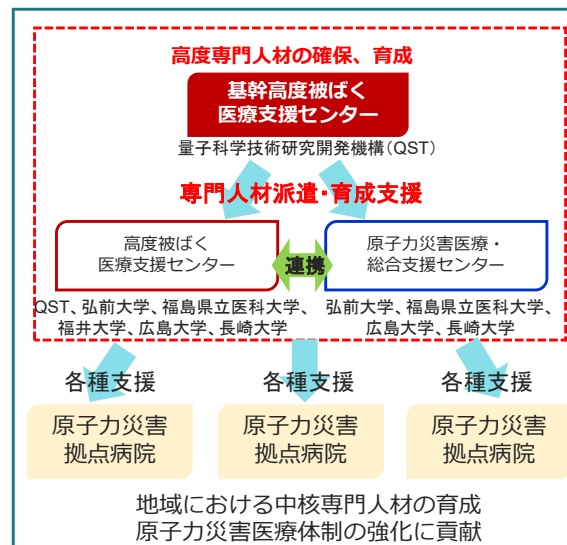 高度専門人材の確保、育成
基幹高度被ばく
医療支援センター
量子科学技術研究開発機構(QST)
専門人材派遣・育成支援
高度被ばく
医療支援センター
連携
原子力災害医療・
総合支援センター
QST、弘前大学、福島県立医科大学、
福井大学、広島大学、長崎大学
弘前大学、福島県立医科大学、
広島大学、長崎大学
各種支援
各種支援
各種支援
原子力災害
拠点病院
原子力災害
拠点病院
原子力災害
拠点病院
地域における中核専門人材の育成
原子力災害医療体制の強化に貢献